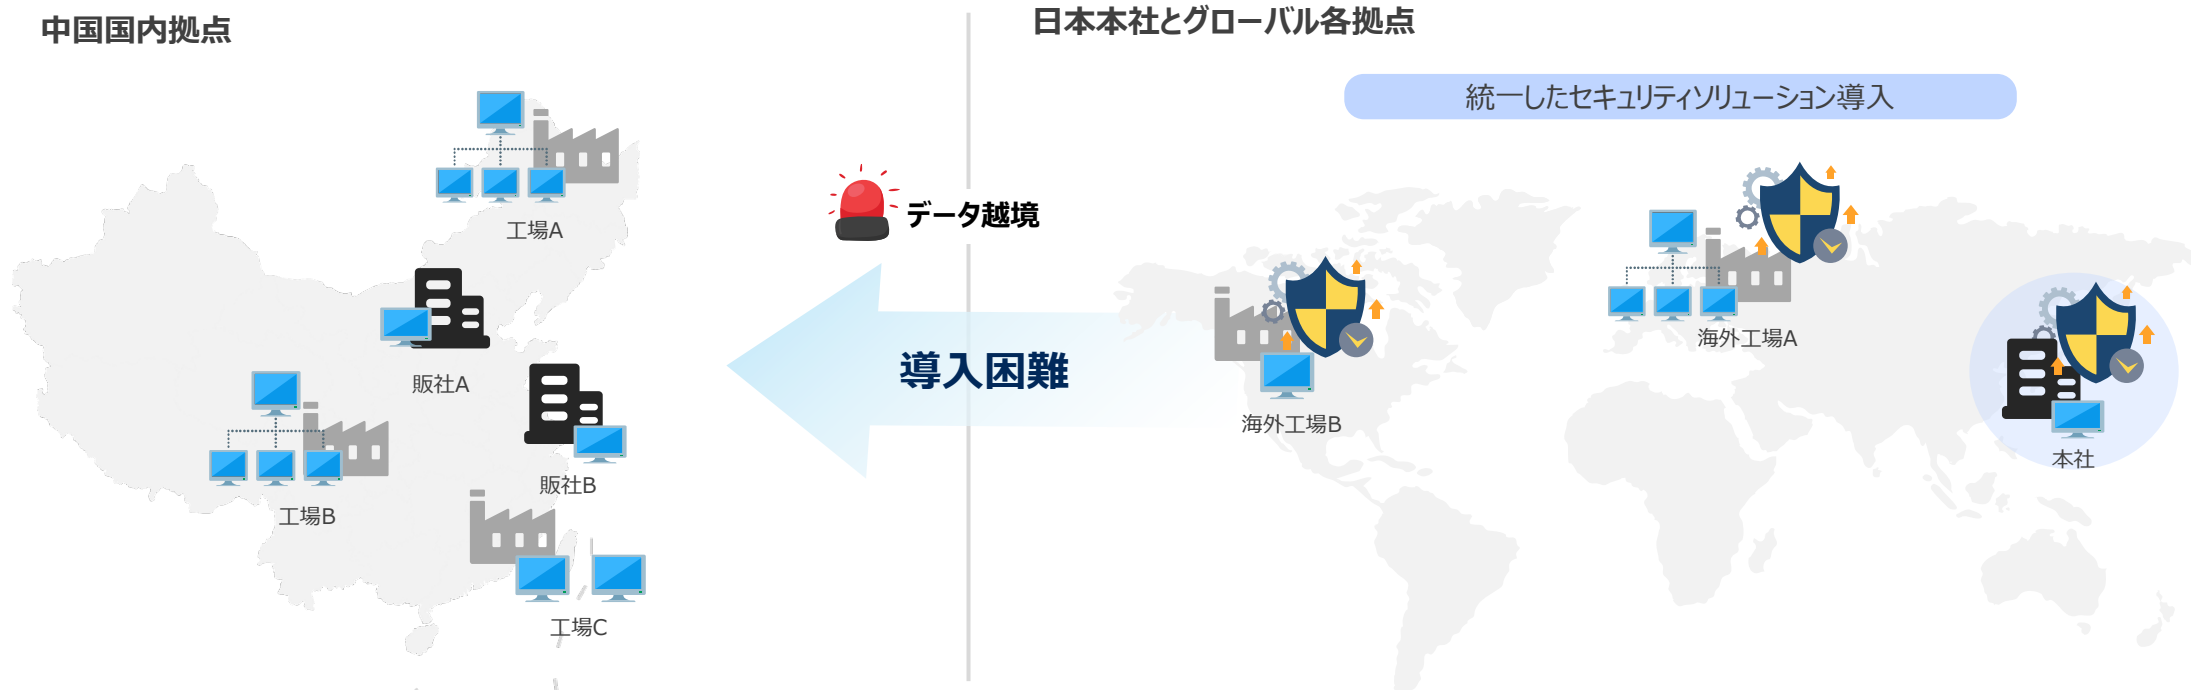 中国国内拠点
日本本社とグローバル各拠点
統一したセキュリティソリューション導入
データ越境
導入困難
工場A
販社A
販社B
工場B
工場C
海外工場A
海外工場B
本社